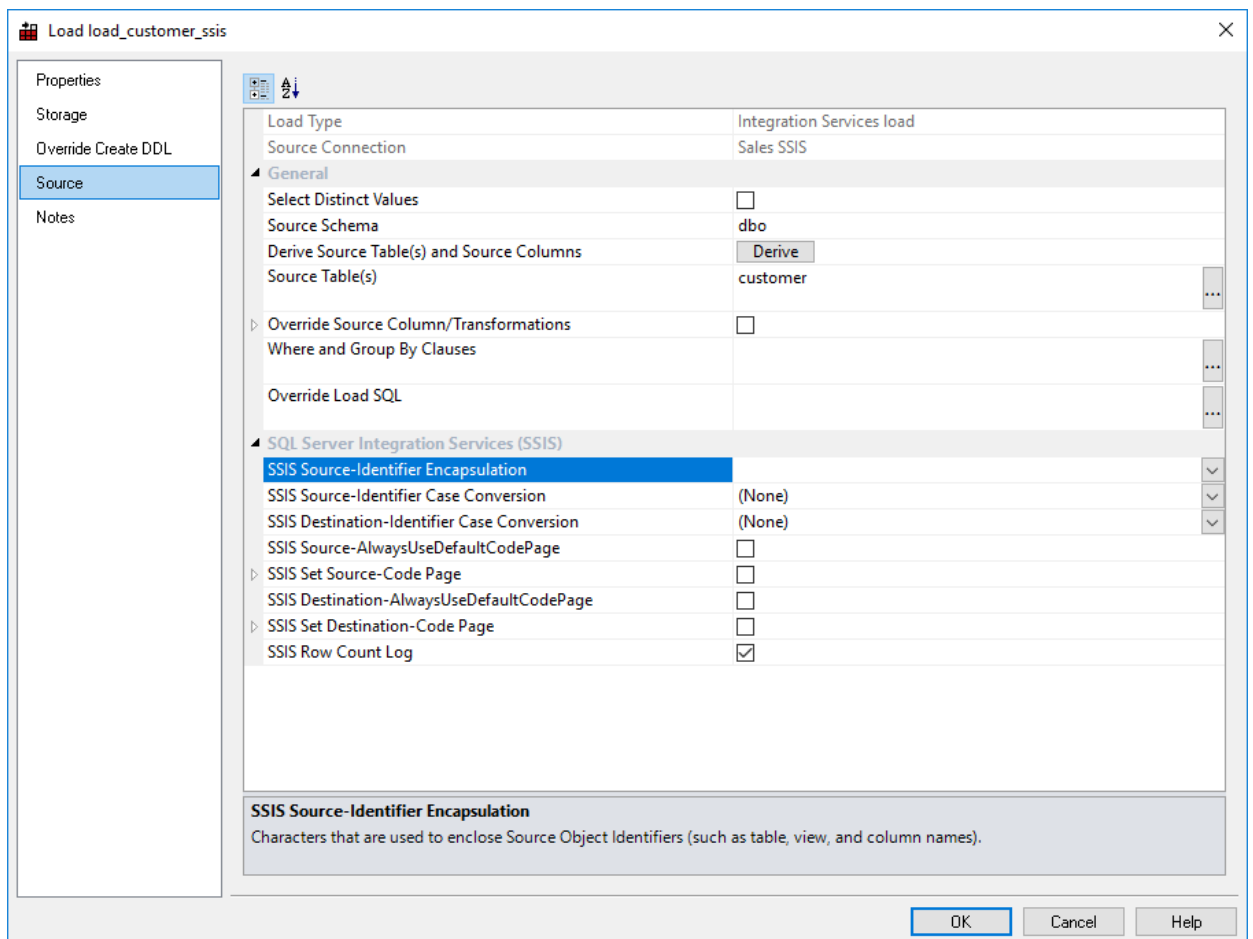 Load load_customer_ssis
Properties
Storage
Override Create DDL
Source
Notes
Load Type Integration Services load
Source Connection Sales SSIS
General
Select Distinct Values
Source Schema dbo
Derive Source Table(s) and Source Columns Derive
Source Table(s) customer
...
Override Source Column/Transformations
Where and Group By Clauses
...
Override Load SQL
...
SQL Server Integration Services (SSIS)
SSIS Source-Identifier Encapsulation
SSIS Source-Identifier Case Conversion (None)
SSIS Destination-Identifier Case Conversion (None)
SSIS Source-AlwaysUseDefaultCodePage
SSIS Set Source-Code Page
SSIS Destination-AlwaysUseDefaultCodePage
SSIS Set Destination-Code Page
SSIS Row Count Log
SSIS Source-Identifier Encapsulation
Characters that are used to enclose Source Object Identifiers (such as table, view, and column names).
OK Cancel Help